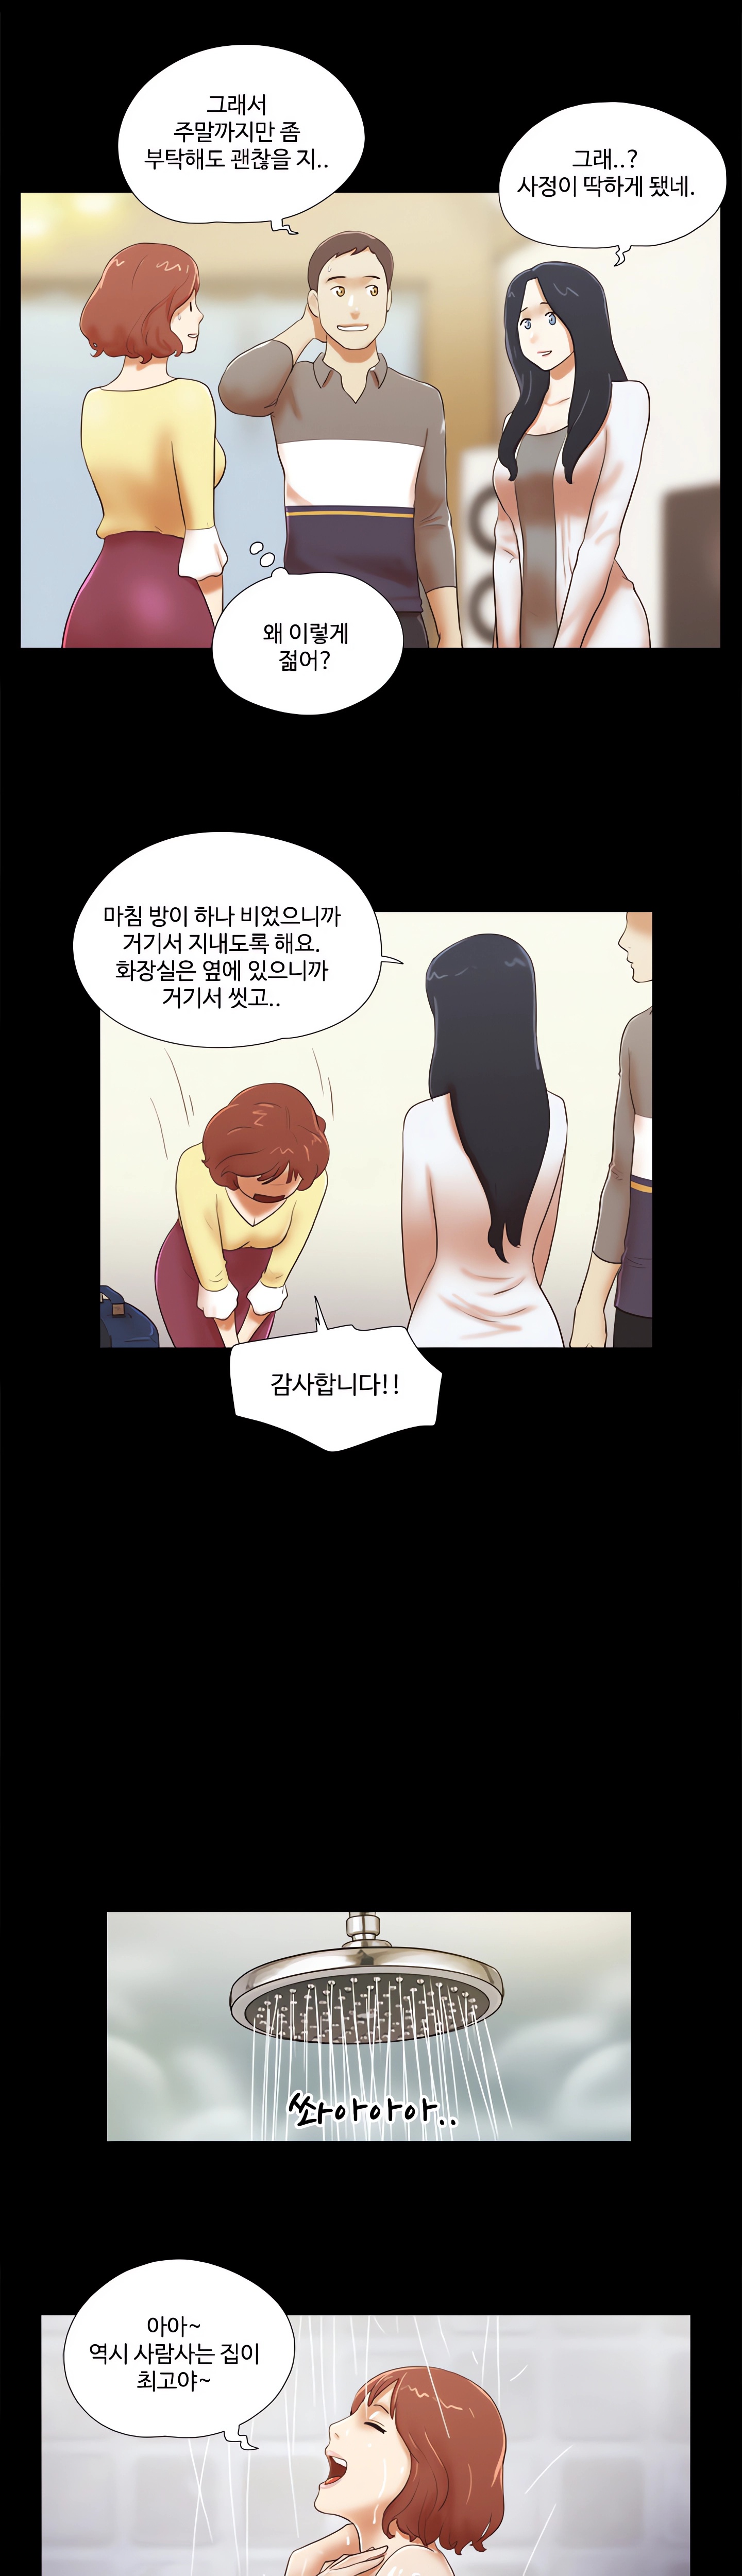 그래서
주말까지만 좀
부탁해도 괜찮을 지..
그래..?
사정이 딱하게 됐네.
왜 이렇게
젊어?
마침 방이 하나 비었으니까
거기서 지내도록 해요.
화장실은 옆에 있으니까
거기서 씻고..
감사합니다!!
쏴아아아..
아아~
역시 사람사는 집이
최고야~